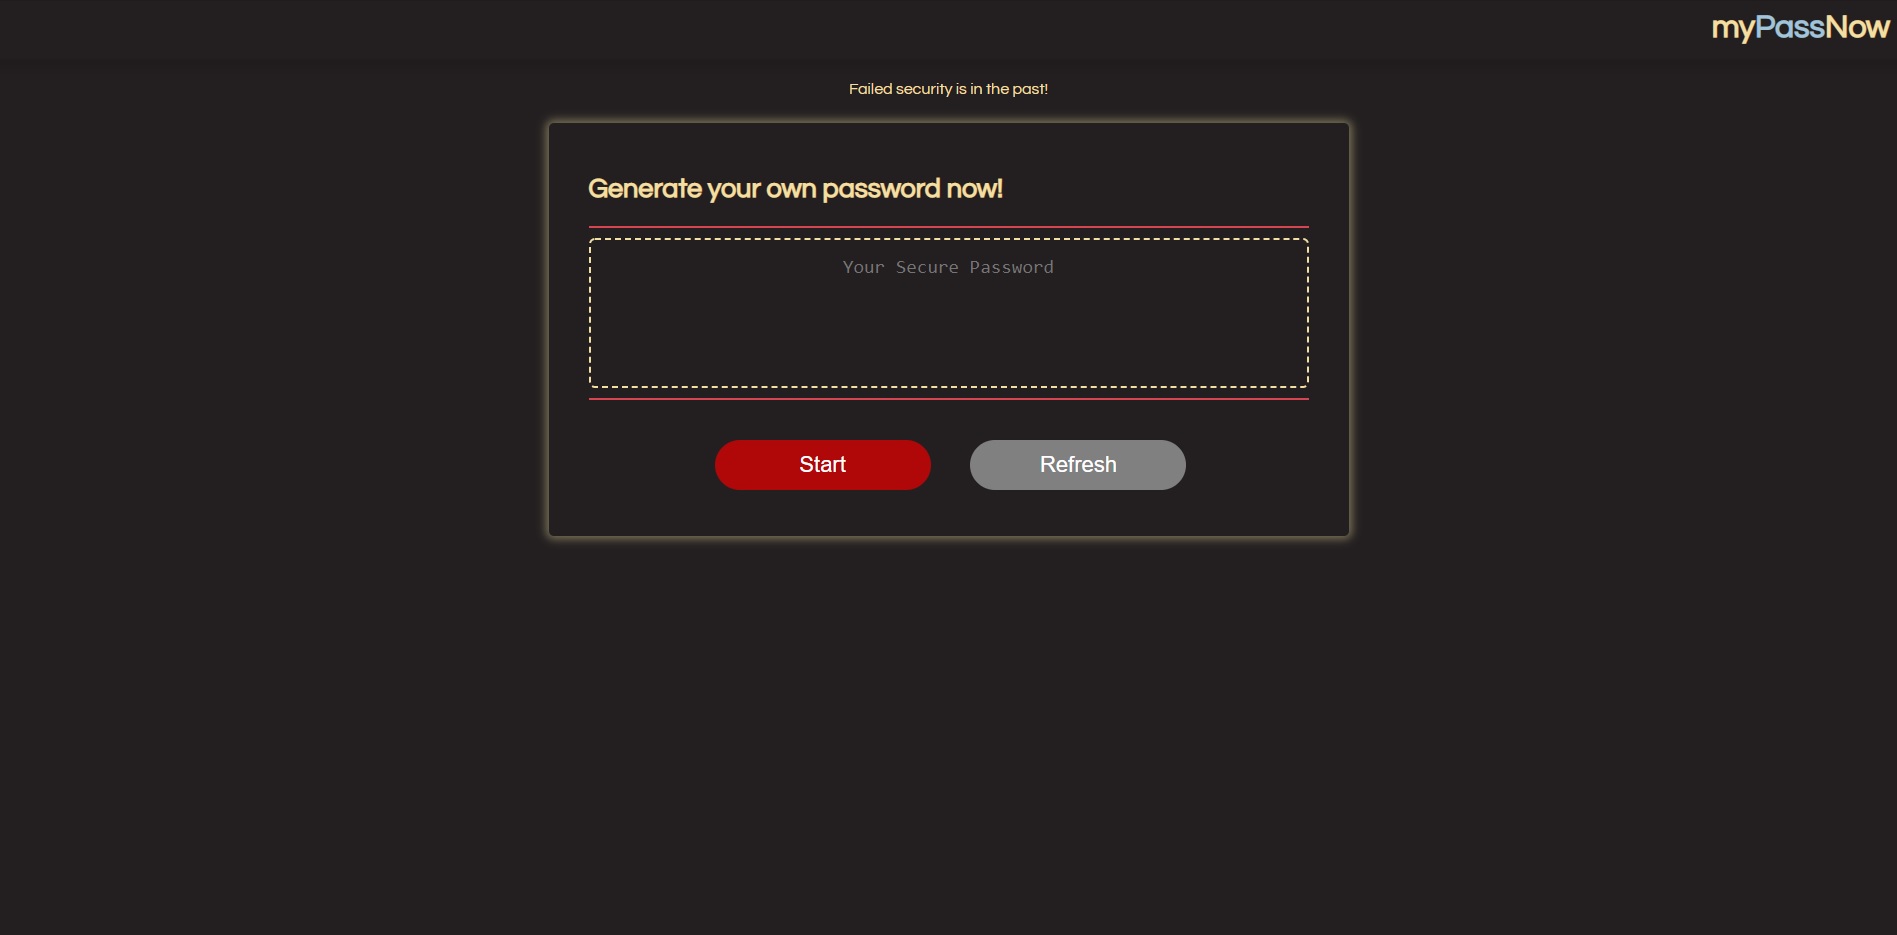 myPassNow
Failed security is in the past!
Generate your own password now!
Your Secure Password
Start
Refresh